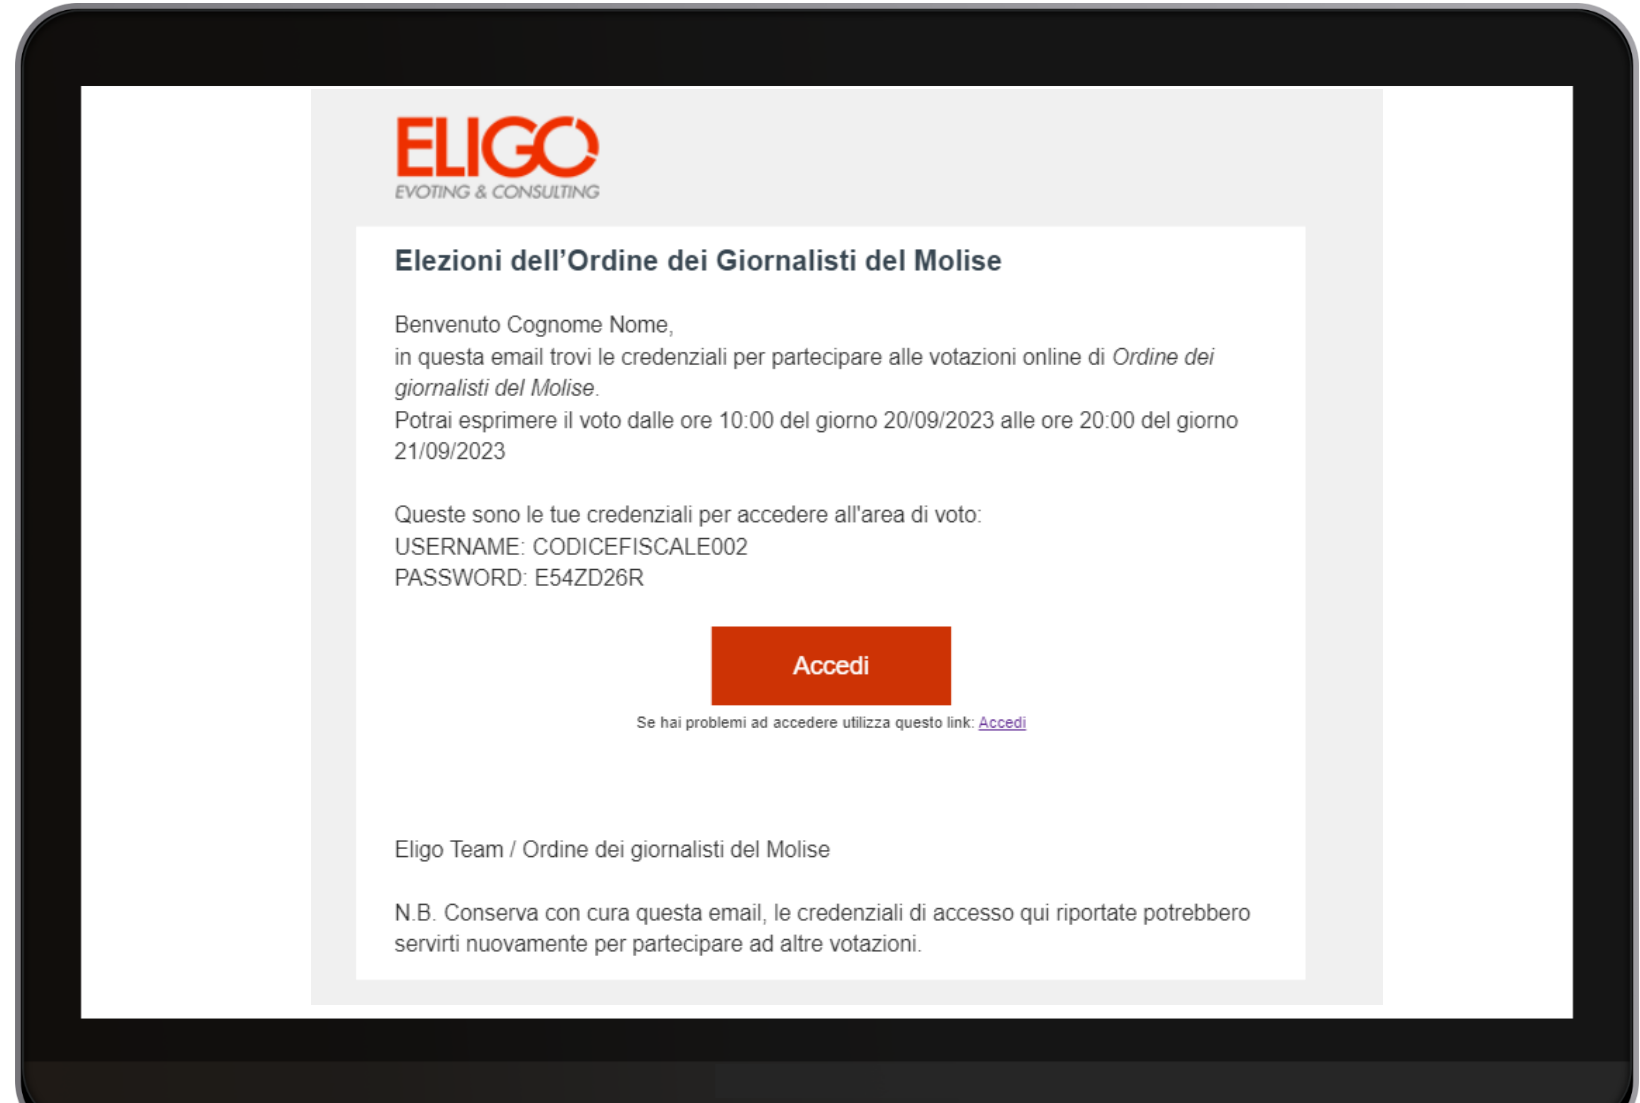 ELIGO
EVOTING & CONSULTING
Elezioni dell’Ordine dei Giornalisti del Molise
Benvenuto Cognome Nome,
in questa email trovi le credenziali per partecipare alle votazioni online di Ordine dei
giornalisti del Molise.
Potrai esprimere il voto dalle ore 10:00 del giorno 20/09/2023 alle ore 20:00 del giorno
21/09/2023
Queste sono le tue credenziali per accedere all'area di voto:
USERNAME: CODICEFISCALE002
PASSWORD: E54ZD26R
Accedi
Se hai problemi ad accedere utilizza questo link: Accedi
Eligo Team / Ordine dei giornalisti del Molise
N.B. Conserva con cura questa email, le credenziali di accesso qui riportate potrebbero
servirti nuovamente per partecipare ad altre votazioni.